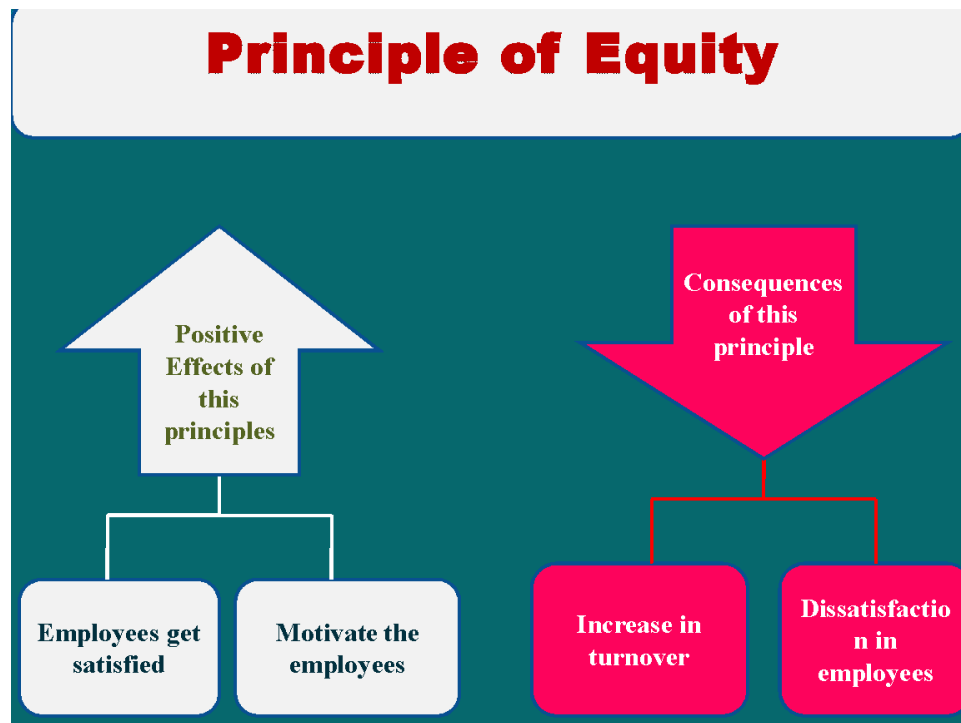 Principle of Equity
Positive
Effects of
this
principles
Consequences
of this
principle
Employees get
satisfied
Motivate the
employees
Increase in
turnover
Dissatisfactio
n in
employees